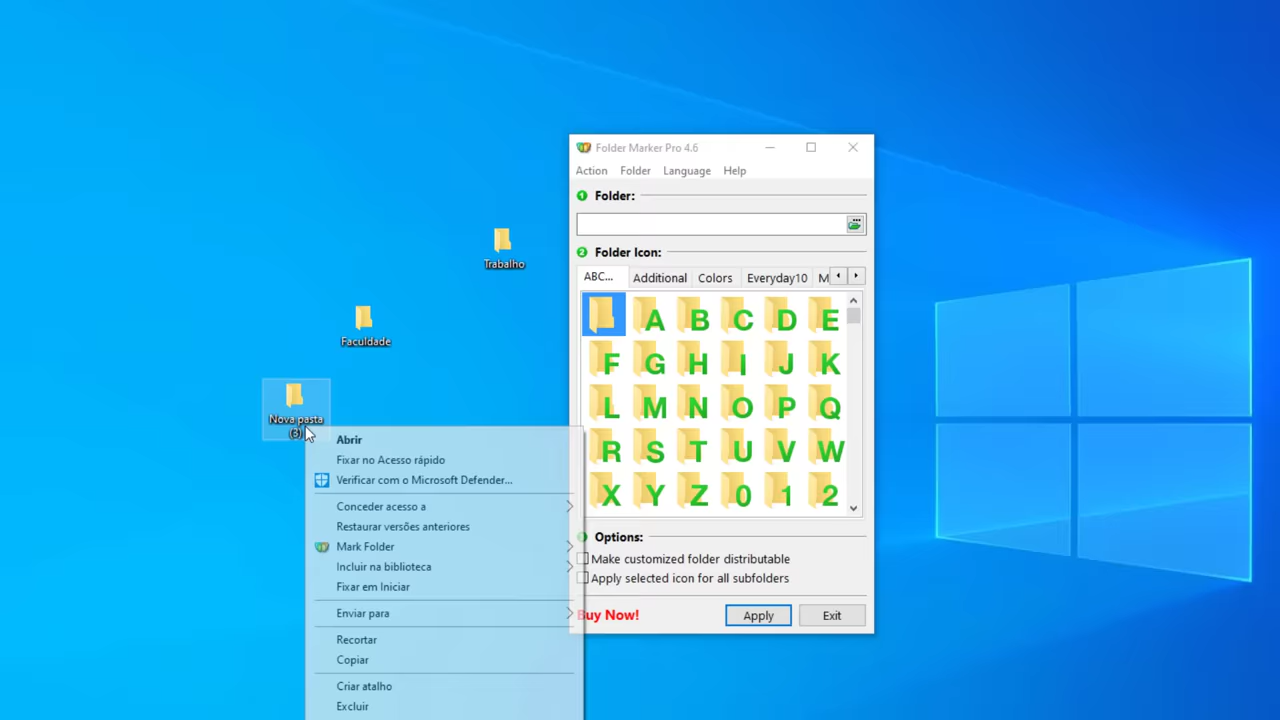 Trabalho
Faculdade
Nova pasta
(3)
Abrir
Fixar no Acesso rápido
Verificar com o Microsoft Defender...
Conceder acesso a
Restaurar versões anteriores
Mark Folder
Incluir na biblioteca
Fixar em Iniciar
Enviar para
Recortar
Copiar
Criar atalho
Excluir
Folder Marker Pro 4.6
Action Folder Language Help
1 Folder:
2 Folder Icon:
ABC... Additional Colors Everyday10 M
A B C D E
F G H I J K
L M N O P Q
R S T U V W
X Y Z 0 1 2
Options:
Make customized folder distributable
Apply selected icon for all subfolders
Buy Now! Apply Exit